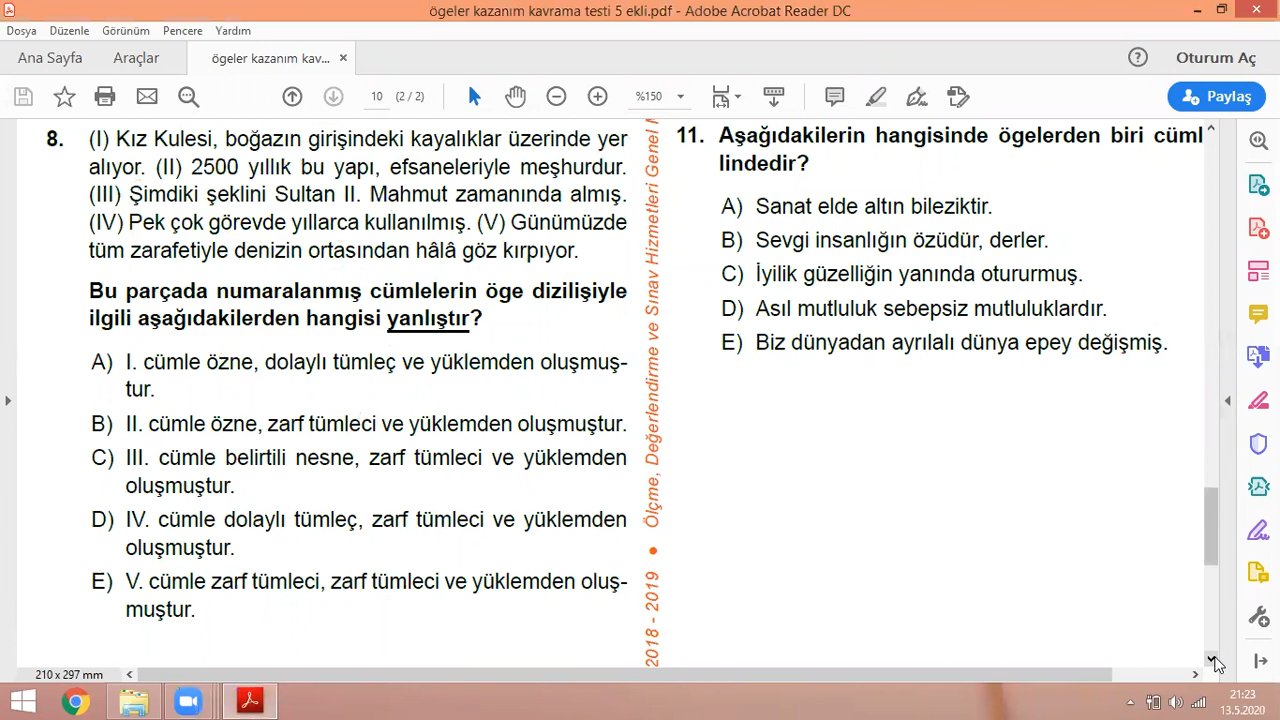 ögeler kazanım kavrama testi 5 ekli.pdf - Adobe Acrobat Reader DC
Dosya Düzenle Görünüm Pencere Yardım
Ana Sayfa Araçlar ögeler kazanım kav... × Oturum Aç
10 (2 / 2) %150 Paylaş
8. (I) Kız Kulesi, boğazın girişindeki kayalıklar üzerinde yer
alıyor. (II) 2500 yıllık bu yapı, efsaneleriyle meşhurdur.
(III) Şimdiki şeklini Sultan II. Mahmut zamanında almış.
(IV) Pek çok görevde yıllarca kullanılmış. (V) Günümüzde
tüm zarafetiyle denizin ortasından hâlâ göz kırpıyor.
Bu parçada numaralanmış cümlelerin öge dizilişiyle
ilgili aşağıdakilerden hangisi yanlıştır?
A) I. cümle özne, dolaylı tümleç ve yüklemden oluşmuş-
tur.
B) II. cümle özne, zarf tümleci ve yüklemden oluşmuştur.
C) III. cümle belirtili nesne, zarf tümleci ve yüklemden
oluşmuştur.
D) IV. cümle dolaylı tümleç, zarf tümleci ve yüklemden
oluşmuştur.
E) V. cümle zarf tümleci, zarf tümleci ve yüklemden oluş-
muştur.
2018 - 2019 • Ölçme, Değerlendirme ve Sınav Hizmetleri Genel
11. Aşağıdakilerin hangisinde ögelerden biri cüml
lindedir?
A) Sanat elde altın bileziktir.
B) Sevgi insanlığın özüdür, derler.
C) İyilik güzelliğin yanında otururmuş.
D) Asıl mutluluk sebepsiz mutluluklardır.
E) Biz dünyadan ayrılalı dünya epey değişmiş.
210 x 297 mm
21:23
13.5.2020